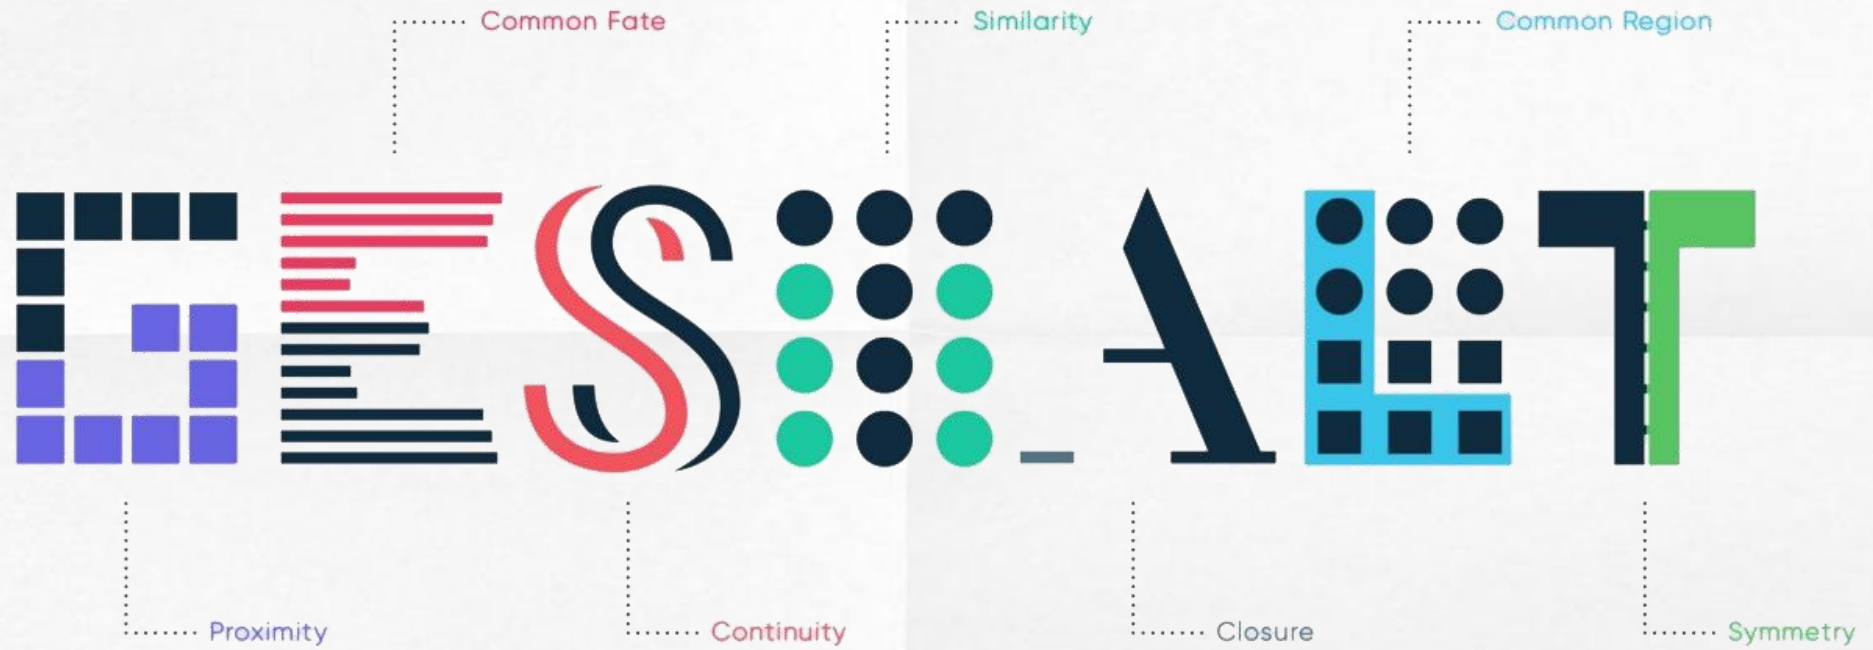 Common Fate Similarity Common Region
GESTALT
Proximity Continuity Closure Symmetry